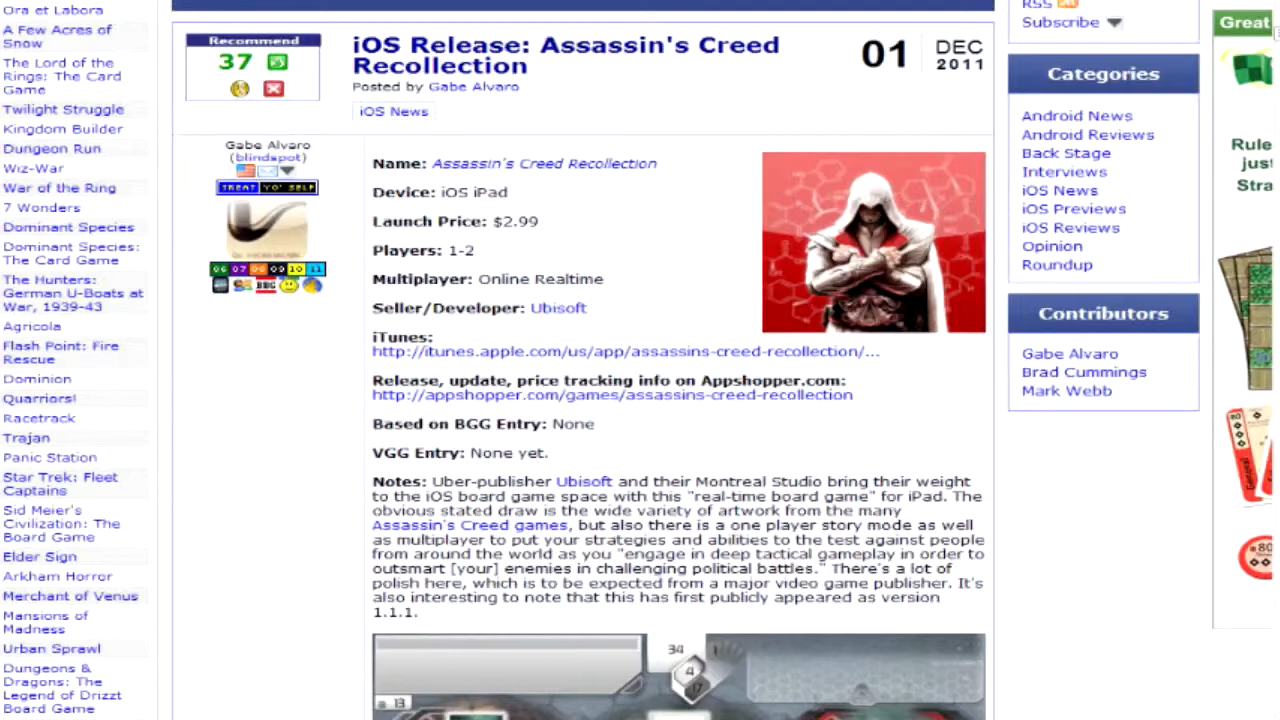 Ora et Labora
A Few Acres of
Snow
The Lord of the
Rings: The Card
Game
Twilight Struggle
Kingdom Builder
Dungeon Run
Wiz-War
War of the Ring
7 Wonders
Dominant Species
Dominant Species:
The Card Game
The Hunters:
German U-Boats at
War, 1939-43
Agricola
Flash Point: Fire
Rescue
Dominion
Quarriors!
Racetrack
Trajan
Panic Station
Star Trek: Fleet
Captains
Sid Meier's
Civilization: The
Board Game
Elder Sign
Arkham Horror
Merchant of Venus
Mansions of
Madness
Urban Sprawl
Dungeons &
Dragons: The
Legend of Drizzt
Board Game
Recommend
37
iOS Release: Assassin's Creed
Recollection
Posted by Gabe Alvaro
iOS News
01
DEC
2011
Gabe Alvaro
(blindspot)
TREAT YO' SELF
06 07 08 09 10 11
BGG
Name: Assassin's Creed Recollection
Device: iOS iPad
Launch Price: $2.99
Players: 1-2
Multiplayer: Online Realtime
Seller/Developer: Ubisoft
iTunes:
http://itunes.apple.com/us/app/assassins-creed-recollection/...
Release, update, price tracking info on Appshopper.com:
http://appshopper.com/games/assassins-creed-recollection
Based on BGG Entry: None
VGG Entry: None yet.
Notes: Uber-publisher Ubisoft and their Montreal Studio bring their weight
to the iOS board game space with this "real-time board game" for iPad. The
obvious stated draw is the wide variety of artwork from the many
Assassin's Creed games, but also there is a one player story mode as well
as multiplayer to put your strategies and abilities to the test against people
from around the world as you "engage in deep tactical gameplay in order to
outsmart [your] enemies in challenging political battles." There's a lot of
polish here, which is to be expected from a major video game publisher. It's
also interesting to note that this has first publicly appeared as version
1.1.1.
34
4
17
1
13
RSS
Subscribe
Categories
Android News
Android Reviews
Back Stage
Interviews
iOS News
iOS Previews
iOS Reviews
Opinion
Roundup
Contributors
Gabe Alvaro
Brad Cummings
Mark Webb
Great
Rule
jus
Stra
80
80